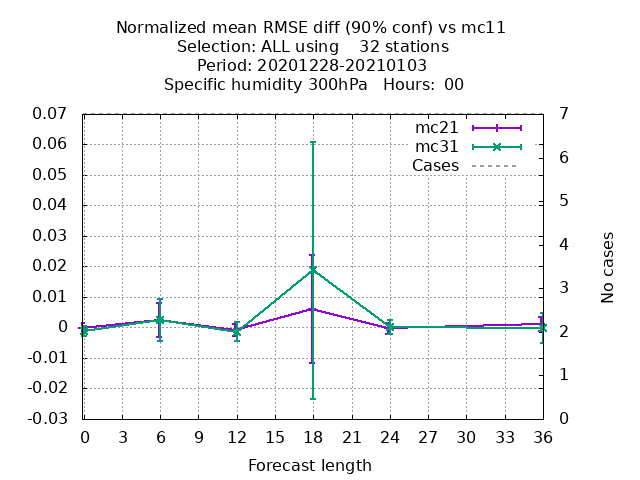 Normalized mean RMSE diff (90% conf) vs mc11
Selection: ALL using    32 stations
Period: 20201228-20210103
Specific humidity 300hPa   Hours:  00
mc21
mc31
Cases
0.07
0.06
0.05
0.04
0.03
0.02
0.01
0
-0.01
-0.02
-0.03
7
6
5
4
3
2
1
0
No cases
0 3 6 9 12 15 18 21 24 27 30 33 36
Forecast length